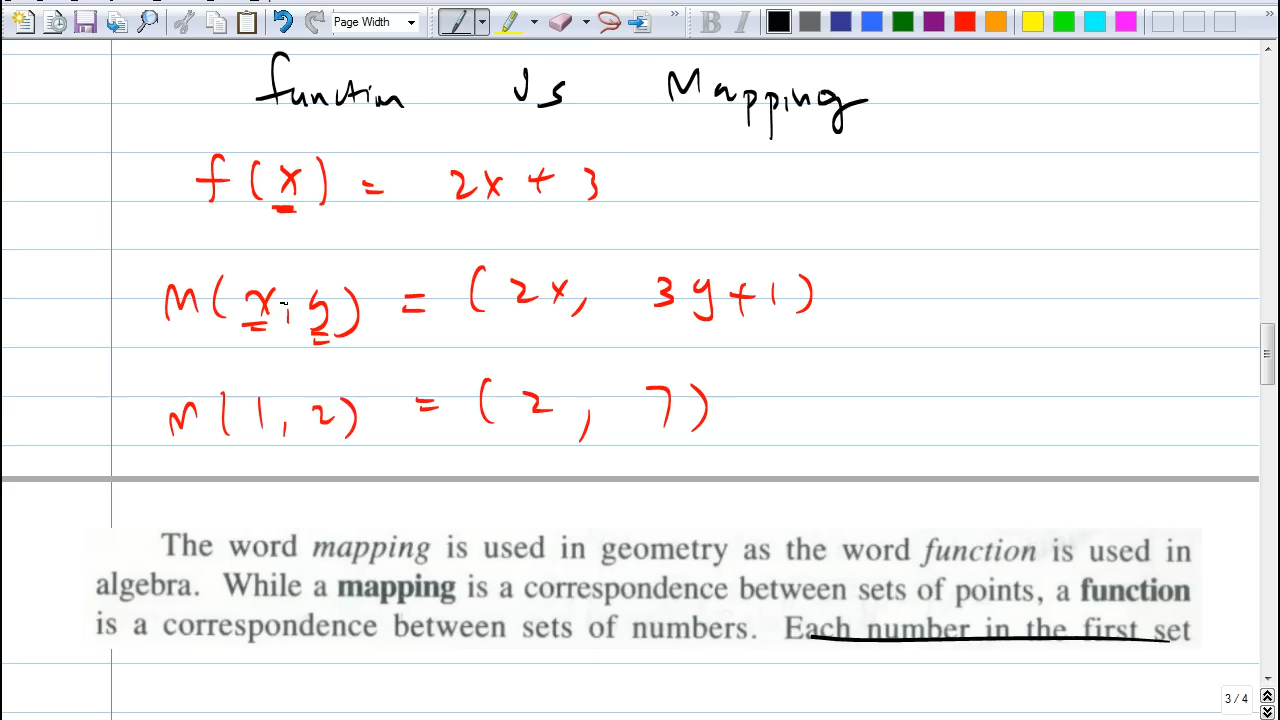 Page Width
B I
function Vs Mapping
f(x) = 2x + 3
M(x, y) = (2x, 3y+1)
M(1, 2) = (2, 7)
The word mapping is used in geometry as the word function is used in
algebra. While a mapping is a correspondence between sets of points, a function
is a correspondence between sets of numbers. Each number in the first set
3 / 4